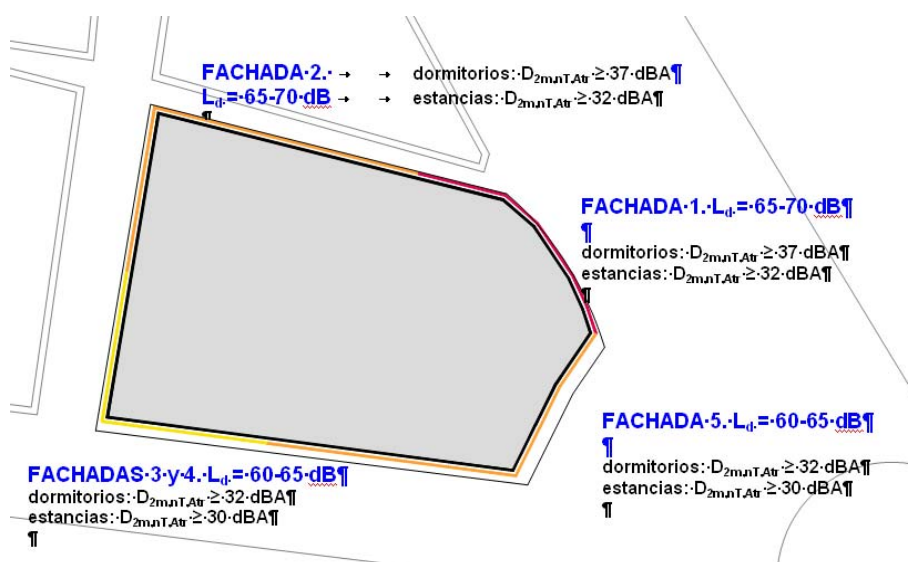 FACHADA·2.· → → dormitorios:·D2m,nT,Atr·≥·37·dBA¶
Ld·=·65-70·dB → → estancias:·D2m,nT,Atr·≥·32·dBA¶
¶
FACHADA·1.·Ld·=·65-70·dB¶
¶
dormitorios:·D2m,nT,Atr·≥·37·dBA¶
estancias:·D2m,nT,Atr·≥·32·dBA¶
¶
FACHADA·5.·Ld·=·60-65·dB¶
¶
dormitorios:·D2m,nT,Atr·≥·32·dBA¶
estancias:·D2m,nT,Atr·≥·30·dBA¶
¶
FACHADAS·3·y·4.·Ld·=·60-65·dB¶
dormitorios:·D2m,nT,Atr·≥·32·dBA¶
estancias:·D2m,nT,Atr·≥·30·dBA¶
¶